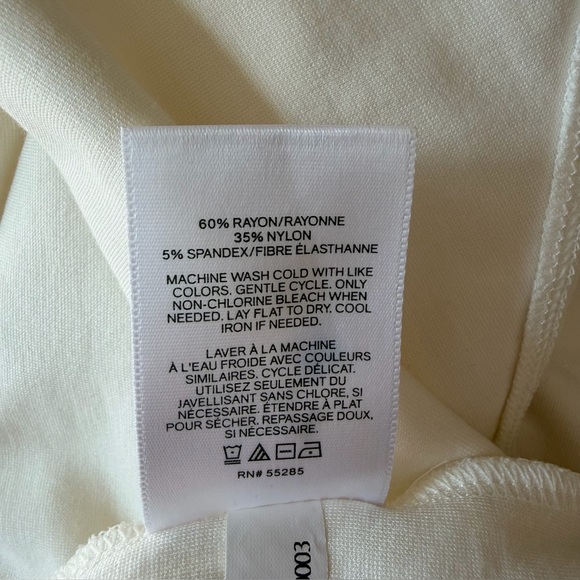 60% RAYON/RAYONNE
35% NYLON
5% SPANDEX/FIBRE ÉLASTHANNE
MACHINE WASH COLD WITH LIKE
COLORS. GENTLE CYCLE. ONLY
NON-CHLORINE BLEACH WHEN
NEEDED. LAY FLAT TO DRY. COOL
IRON IF NEEDED.
LAVER À LA MACHINE
À L'EAU FROIDE AVEC COULEURS
SIMILAIRES. CYCLE DÉLICAT.
UTILISEZ SEULEMENT DU
JAVELLISANT SANS CHLORE, SI
NÉCESSAIRE. ÉTENDRE À PLAT
POUR SÉCHER. REPASSAGE DOUX,
SI NÉCESSAIRE.
RN# 55285